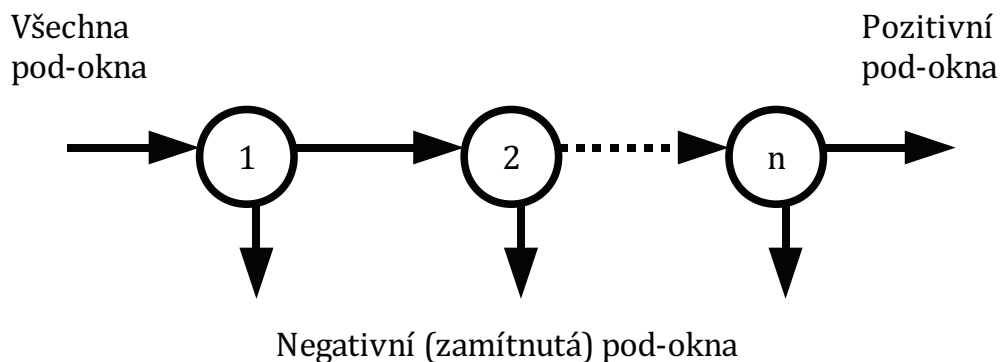 Všechna
pod-okna
Pozitivní
pod-okna
1
2
n
Negativní (zamítnutá) pod-okna